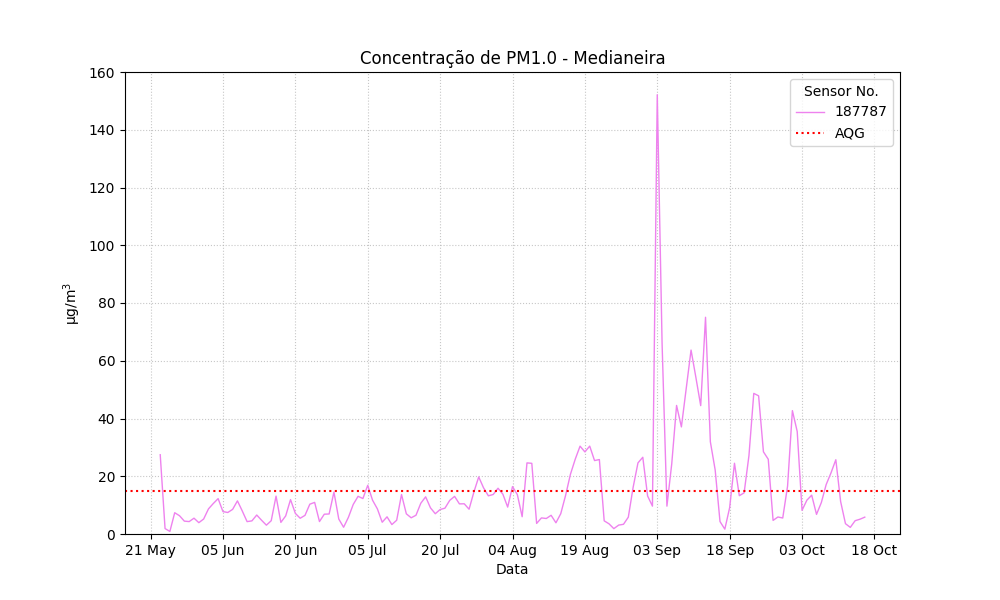 Concentração de PM1.0 - Medianeira
Sensor No.
187787
AQG
µg/m³
160
140
120
100
80
60
40
20
0
21 May 05 Jun 20 Jun 05 Jul 20 Jul 04 Aug 19 Aug 03 Sep 18 Sep 03 Oct 18 Oct
Data